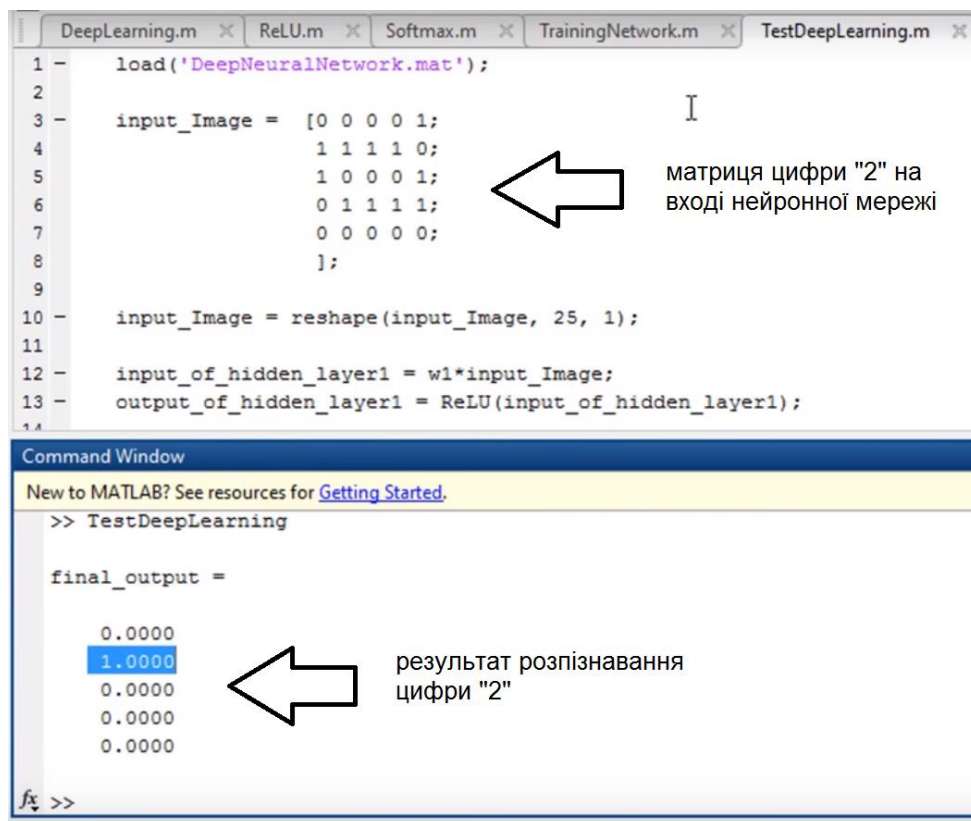 DeepLearning.m × ReLU.m × Softmax.m × TrainingNetwork.m × TestDeepLearning.m ×
1 - load('DeepNeuralNetwork.mat');
2
3 - input_Image = [0 0 0 0 1;
4 1 1 1 1 0;
5 1 0 0 0 1;
6 0 1 1 1 1;
7 0 0 0 0 0;
8 ];
9
10 - input_Image = reshape(input_Image, 25, 1);
11
12 - input_of_hidden_layer1 = w1*input_Image;
13 - output_of_hidden_layer1 = ReLU(input_of_hidden_layer1);
14
матриця цифри "2" на
вході нейронної мережі
Command Window
New to MATLAB? See resources for Getting Started.
>> TestDeepLearning
final_output =
0.0000
1.0000
0.0000
0.0000
0.0000
результат розпізнавання
цифри "2"
fx >>